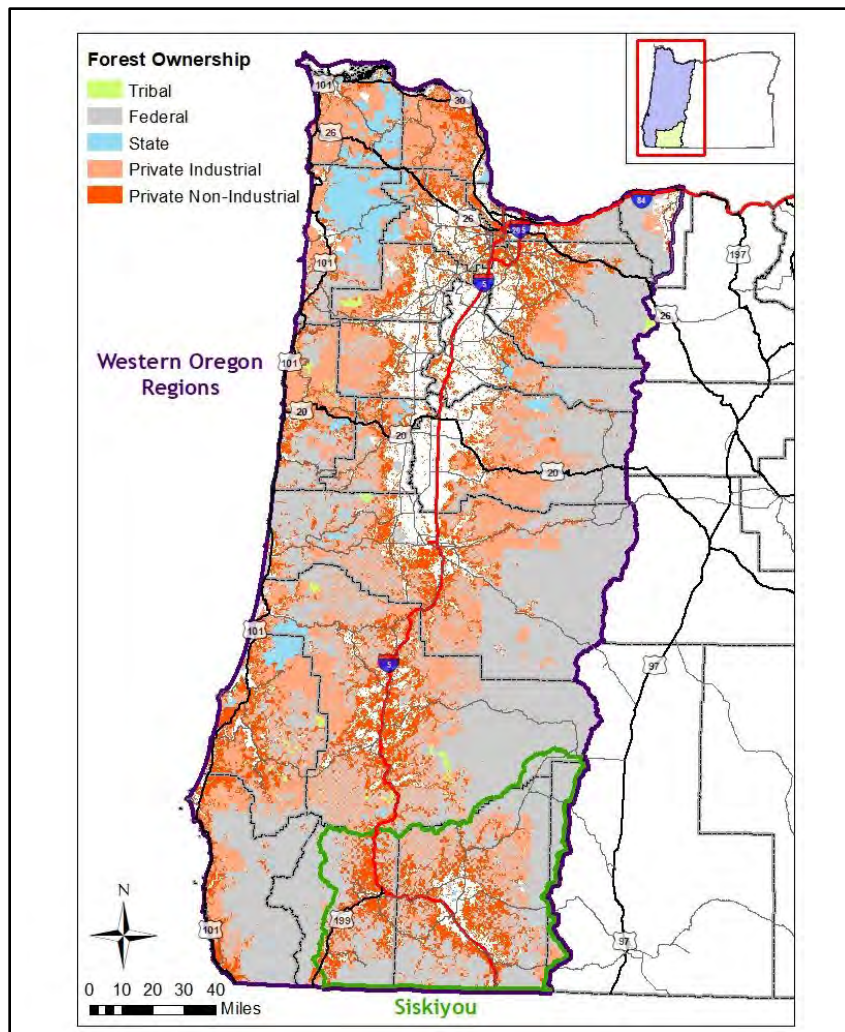 Forest Ownership
Tribal
Federal
State
Private Industrial
Private Non-Industrial
101
30
26
84
26
205
197
101
5
26
Western Oregon
Regions
101
20
20
20
101
5
97
199
101
97
N
0 10 20 30 40
Miles
Siskiyou